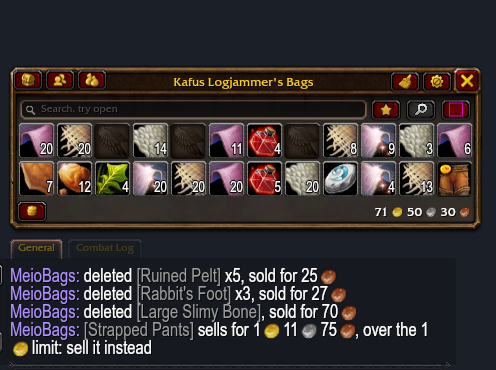 Kafus Logjammer's Bags
Search, try open
20 20 14 11 4 8 9 3 6
7 12 4 20 20 20 5 20 4 13
71 50 30
General Combat Log
MeioBags: deleted [Ruined Pelt] x5, sold for 25
MeioBags: deleted [Rabbit's Foot] x3, sold for 27
MeioBags: deleted [Large Slimy Bone], sold for 70
MeioBags: [Strapped Pants] sells for 1 11 75, over the 1
limit: sell it instead